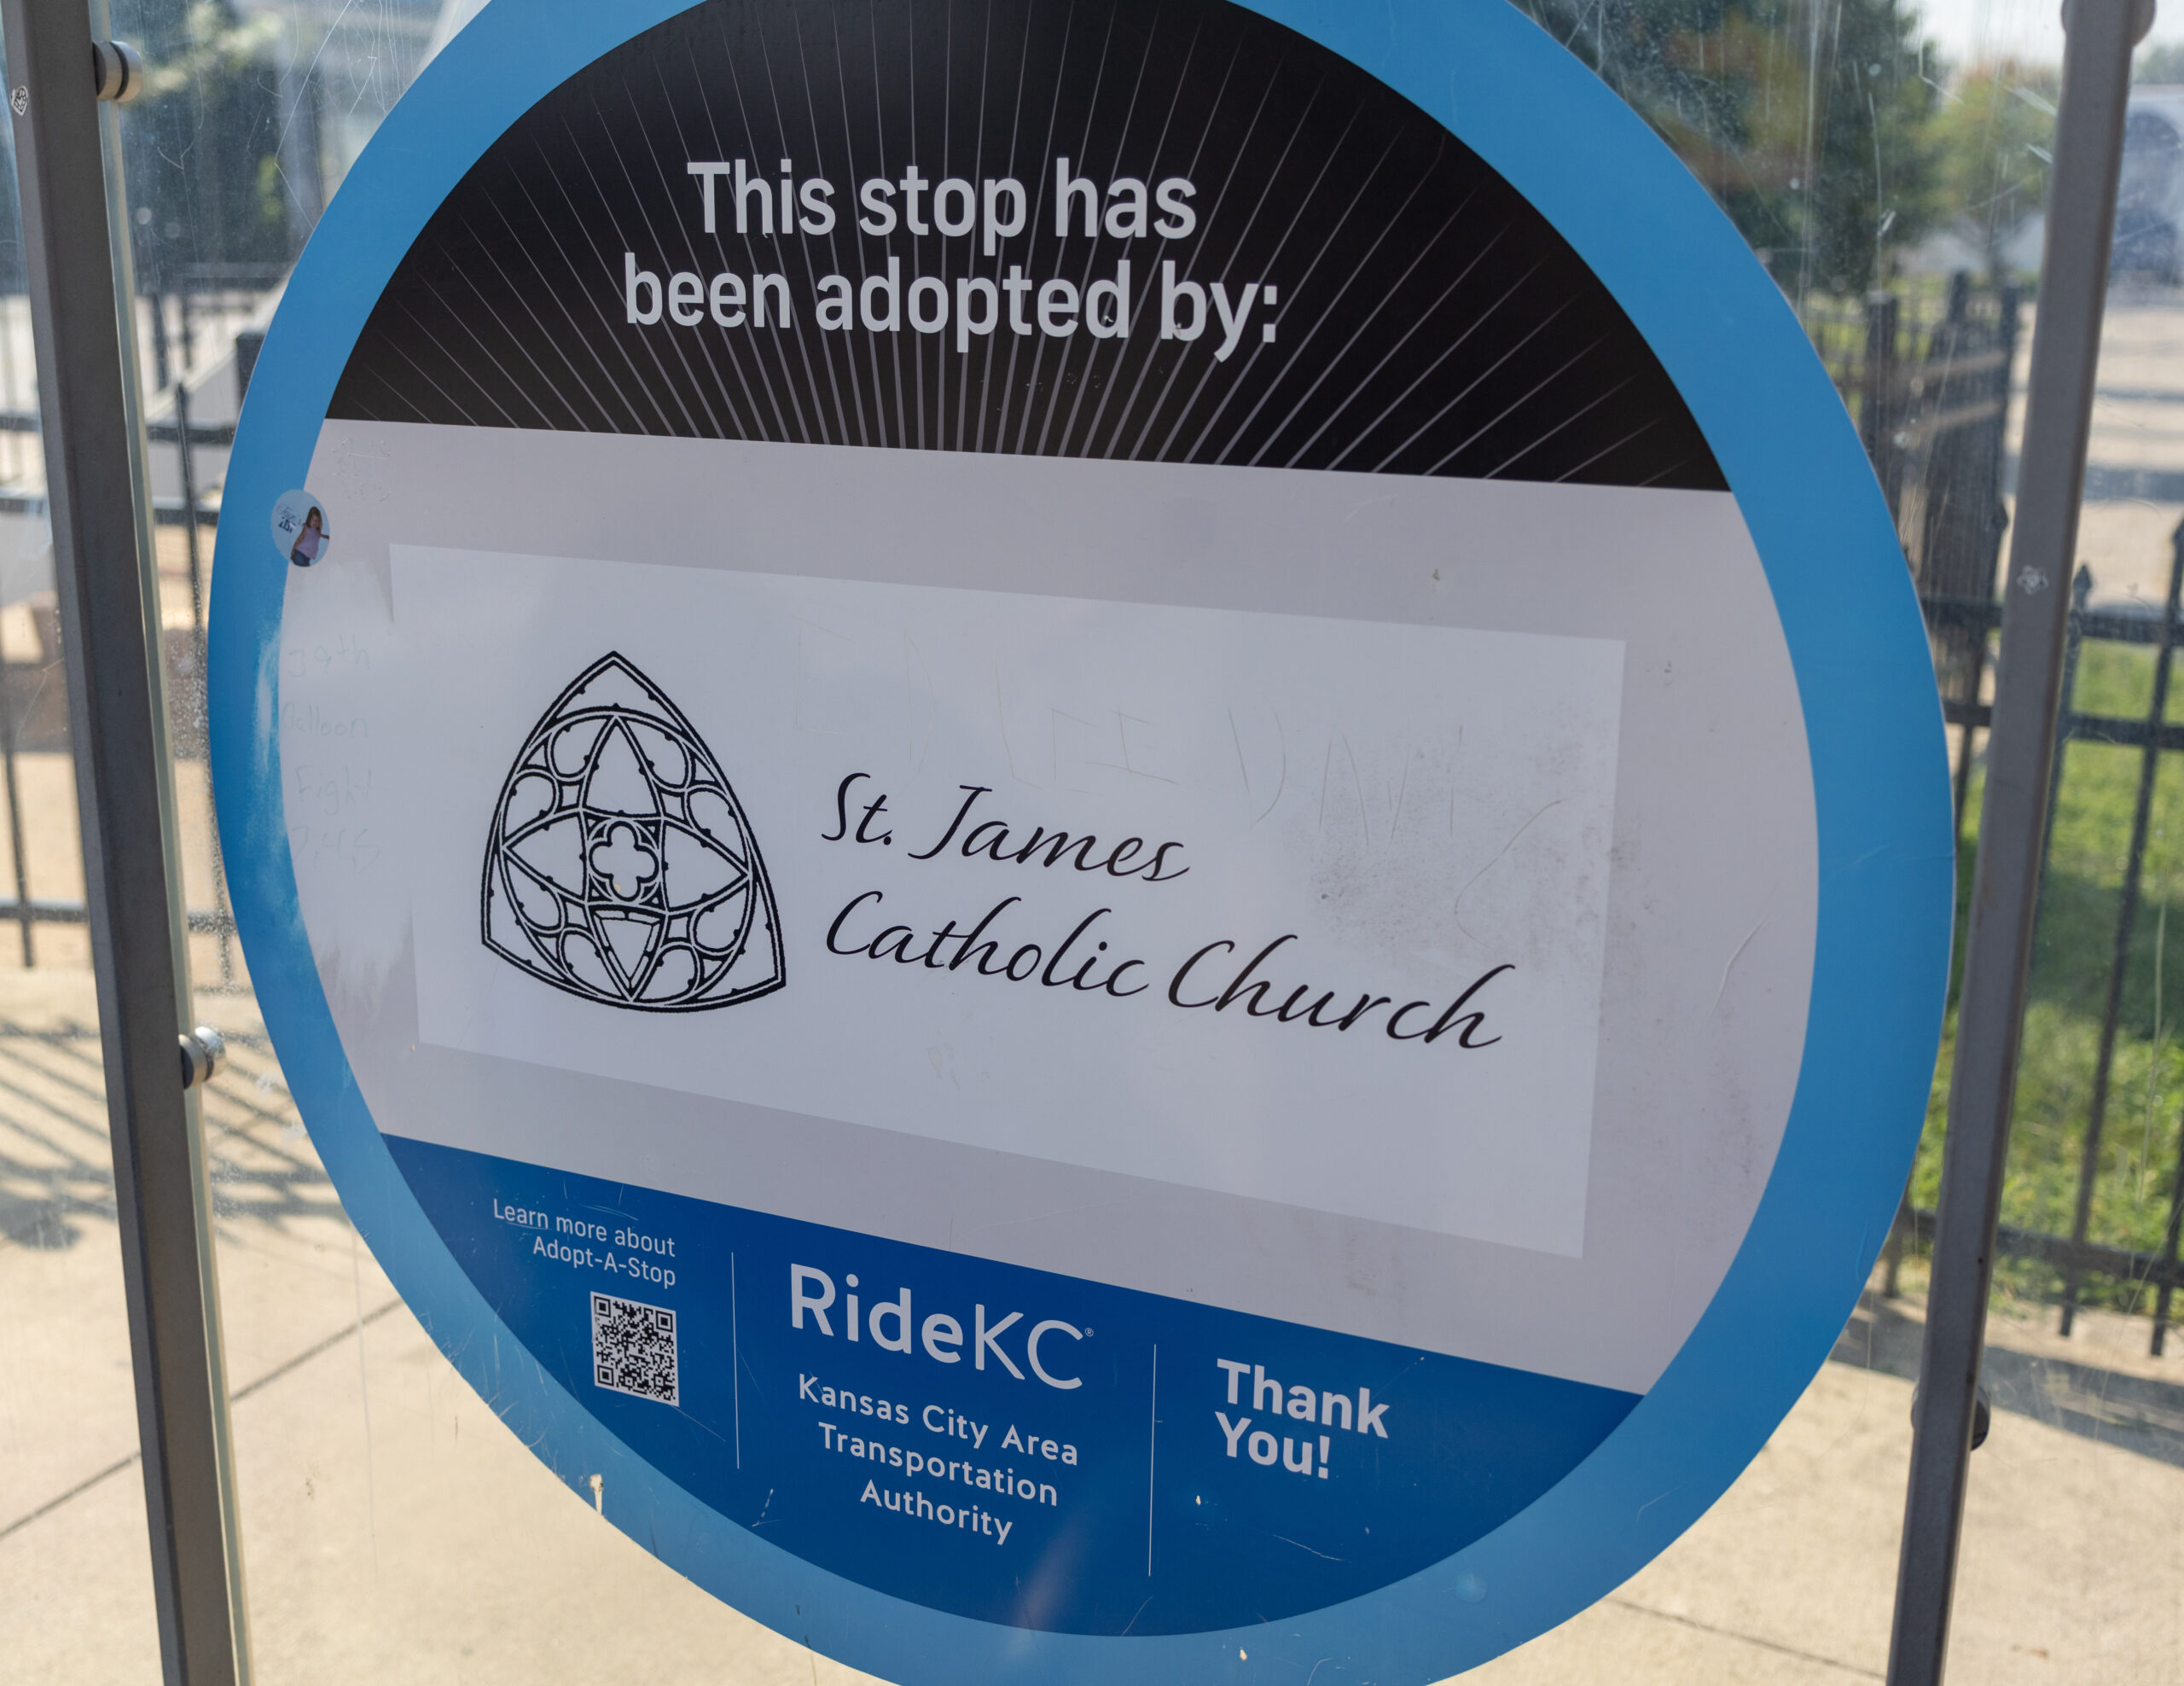 This stop has
been adopted by:
St. James
Catholic Church
Learn more about
Adopt-A-Stop
RideKC®
Kansas City Area
Transportation
Authority
Thank
You!